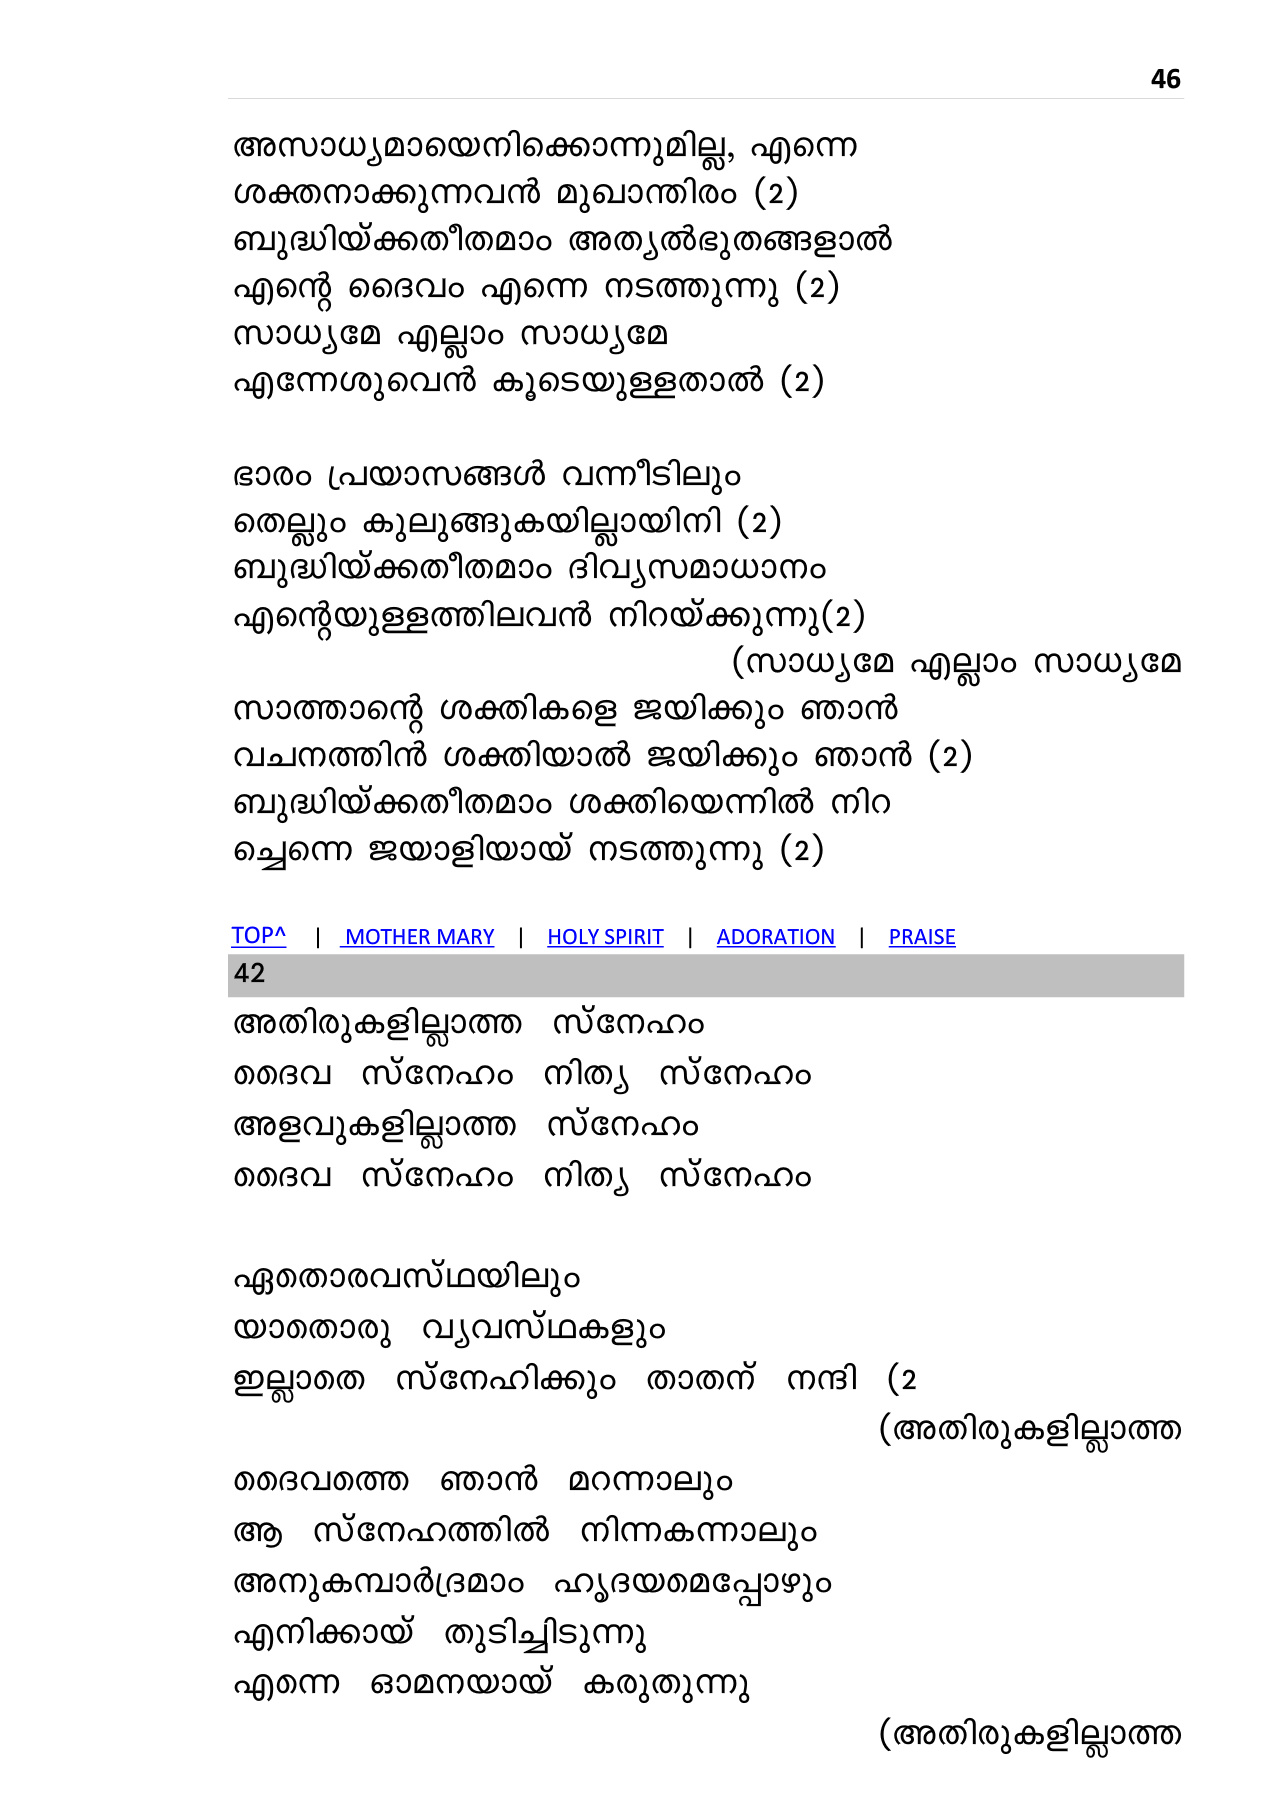 46
അസാധ്യമായെനിക്കൊന്നുമില്ല, എന്നെ
ശക്തനാക്കുന്നവൻ മുഖാന്തിരം (2)
ബുദ്ധിയ്ക്കതീതമാം അത്യൽഭുതങ്ങളാൽ
എന്റെ ദൈവം എന്നെ നടത്തുന്നു (2)
സാധ്യമേ എല്ലാം സാധ്യമേ
എന്നേശുവെൻ കൂടെയുള്ളതാൽ (2)
ഭാരം പ്രയാസങ്ങൾ വന്നീടിലും
തെല്ലും കുലുങ്ങുകയില്ലായിനി (2)
ബുദ്ധിയ്ക്കതീതമാം ദിവ്യസമാധാനം
എന്റെയുള്ളത്തിലവൻ നിറയ്ക്കുന്നു(2)
(സാധ്യമേ എല്ലാം സാധ്യമേ
സാത്താന്റെ ശക്തികളെ ജയിക്കും ഞാൻ
വചനത്തിൻ ശക്തിയാൽ ജയിക്കും ഞാൻ (2)
ബുദ്ധിയ്ക്കതീതമാം ശക്തിയെന്നിൽ നിറ
ച്ചെന്നെ ജയാളിയായ് നടത്തുന്നു (2)
TOP^ | MOTHER MARY | HOLY SPIRIT | ADORATION | PRAISE
42
അതിരുകളില്ലാത്ത സ്നേഹം
ദൈവ സ്നേഹം നിത്യ സ്നേഹം
അളവുകളില്ലാത്ത സ്നേഹം
ദൈവ സ്നേഹം നിത്യ സ്നേഹം
ഏതൊരവസ്ഥയിലും
യാതൊരു വ്യവസ്ഥകളും
ഇല്ലാതെ സ്നേഹിക്കും താതന് നന്ദി (2
(അതിരുകളില്ലാത്ത
ദൈവത്തെ ഞാൻ മറന്നാലും
ആ സ്നേഹത്തിൽ നിന്നകന്നാലും
അനുകമ്പാർദ്രമാം ഹൃദയമെപ്പോഴും
എനിക്കായ് തുടിച്ചിടുന്നു
എന്നെ ഓമനയായ് കരുതുന്നു
(അതിരുകളില്ലാത്ത